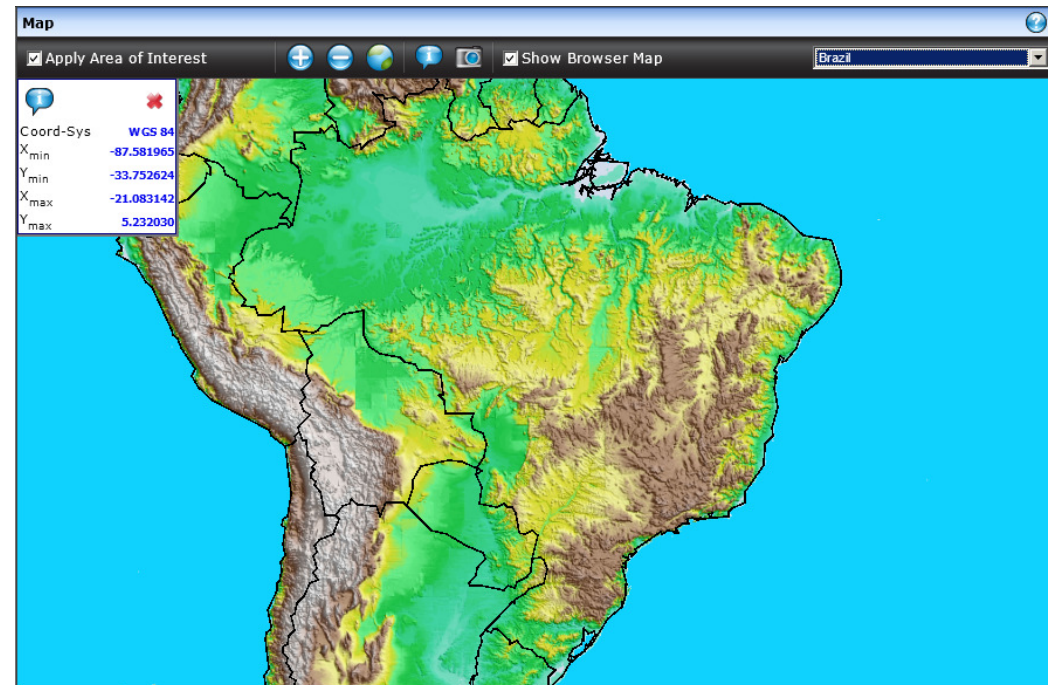 Map
Apply Area of Interest
Show Browser Map
Brazil
Coord-Sys WGS 84
Xmin -87.581965
Ymin -33.752624
Xmax -21.083142
Ymax 5.232030